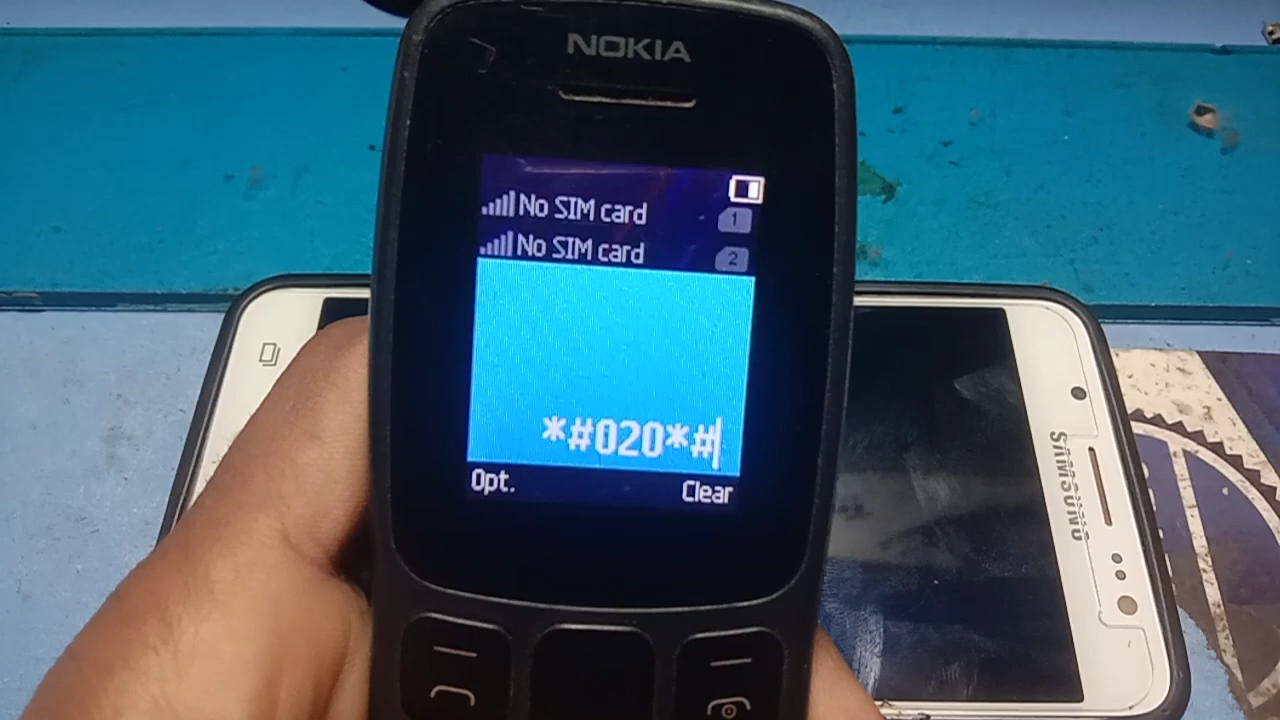 NOKIA
No SIM card
1
No SIM card
2
*#020*#
Opt.
Clear
SAMSUNG